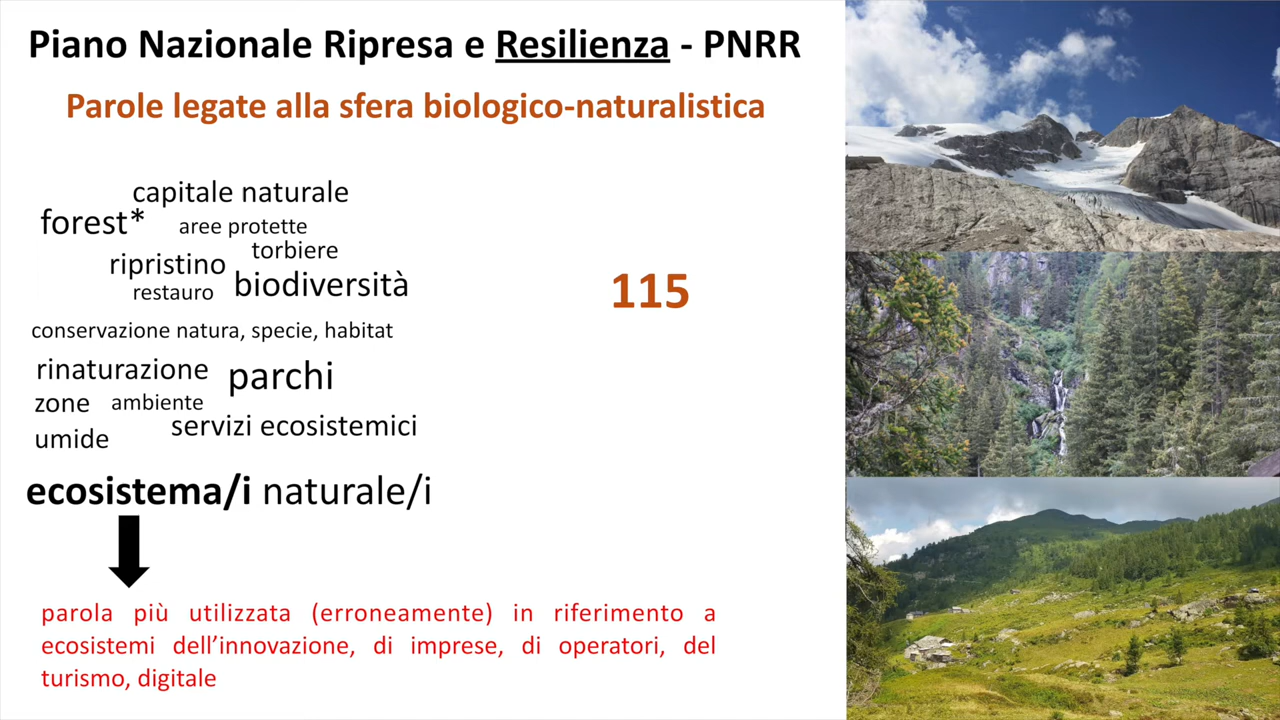 Piano Nazionale Ripresa e Resilienza - PNRR
Parole legate alla sfera biologico-naturalistica
capitale naturale
forest*
aree protette
torbiere
ripristino
restauro
biodiversità
115
conservazione natura, specie, habitat
rinaturazione
parchi
zone
ambiente
umide
servizi ecosistemici
ecosistema/i naturale/i
parola più utilizzata (erroneamente) in riferimento a
ecosistemi dell’innovazione, di imprese, di operatori, del
turismo, digitale